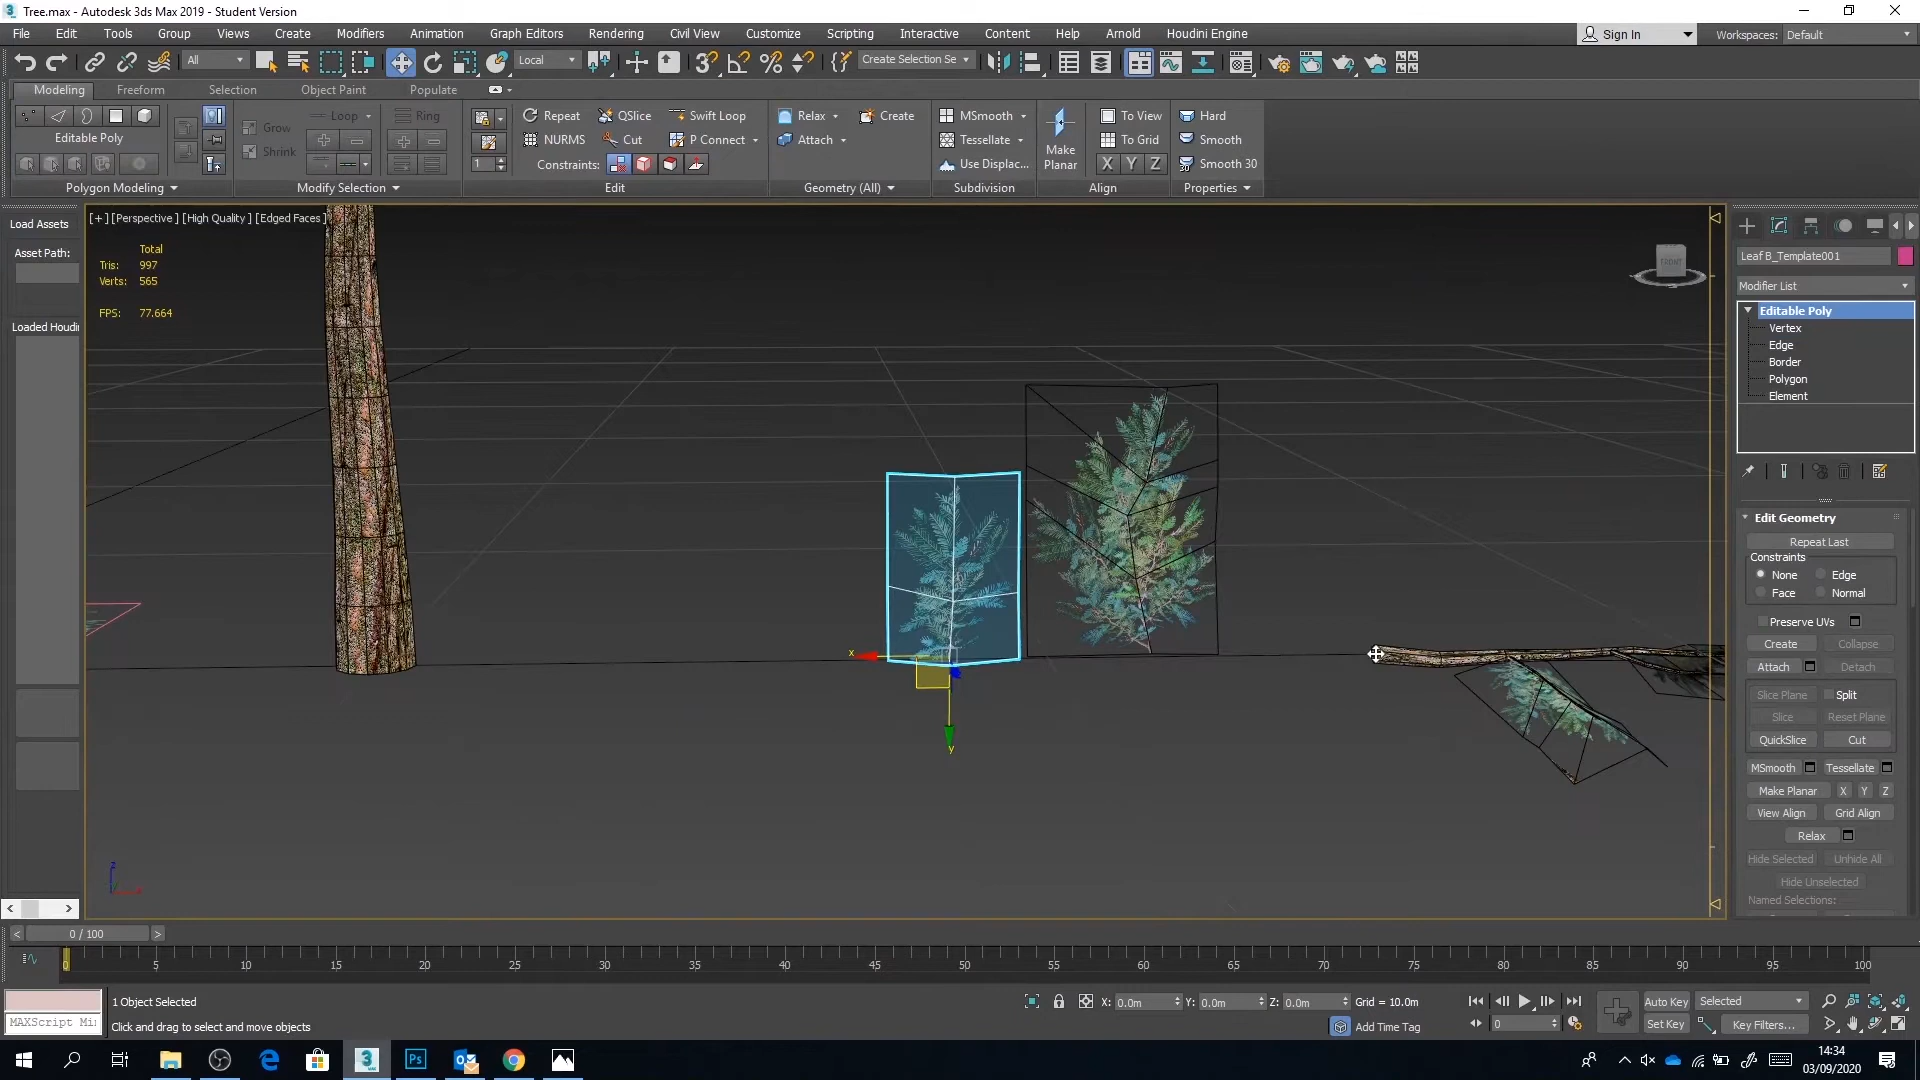 Tree.max - Autodesk 3ds Max 2019 - Student Version
File Edit Tools Group Views Create Modifiers Animation Graph Editors Rendering Civil View Customize Scripting Interactive Content Help Arnold Houdini Engine
Sign In
Workspaces: Default
All
Local
Create Selection Se
Modeling Freeform Selection Object Paint Populate
Editable Poly
Polygon Modeling
Grow
Shrink
Loop
Ring
Modify Selection
1
Repeat QSlice Swift Loop
NURMS Cut P Connect
Constraints:
Edit
Relax Create
Attach
Geometry (All)
MSmooth
Tessellate
Use Displac...
Subdivision
Make
Planar
To View
To Grid
X Y Z
Align
Hard
Smooth
Smooth 30
30
Properties
Load Assets
Asset Path:
Loaded Houdi
[+] [Perspective] [High Quality] [Edged Faces]
Total
Tris: 997
Verts: 565
FPS: 77.664
FRONT
x
y
z
Leaf B_Template001
Modifier List
Editable Poly
Vertex
Edge
Border
Polygon
Element
Edit Geometry
Repeat Last
Constraints
None Edge
Face Normal
Preserve UVs
Create Collapse
Attach Detach
Slice Plane Split
Slice Reset Plane
QuickSlice Cut
MSmooth Tessellate
Make Planar X Y Z
View Align Grid Align
Relax
Hide Selected Unhide All
Hide Unselected
Named Selections:
< >
< 0 / 100 >
0 5 10 15 20 25 30 35 40 45 50 55 60 65 70 75 80 85 90 95 100
1 Object Selected
X: 0.0m Y: 0.0m Z: 0.0m Grid = 10.0m
Auto Key Selected
MAXScript Mi
Click and drag to select and move objects
Add Time Tag
0
Set Key Key Filters...
3
Ps
14:34
03/09/2020